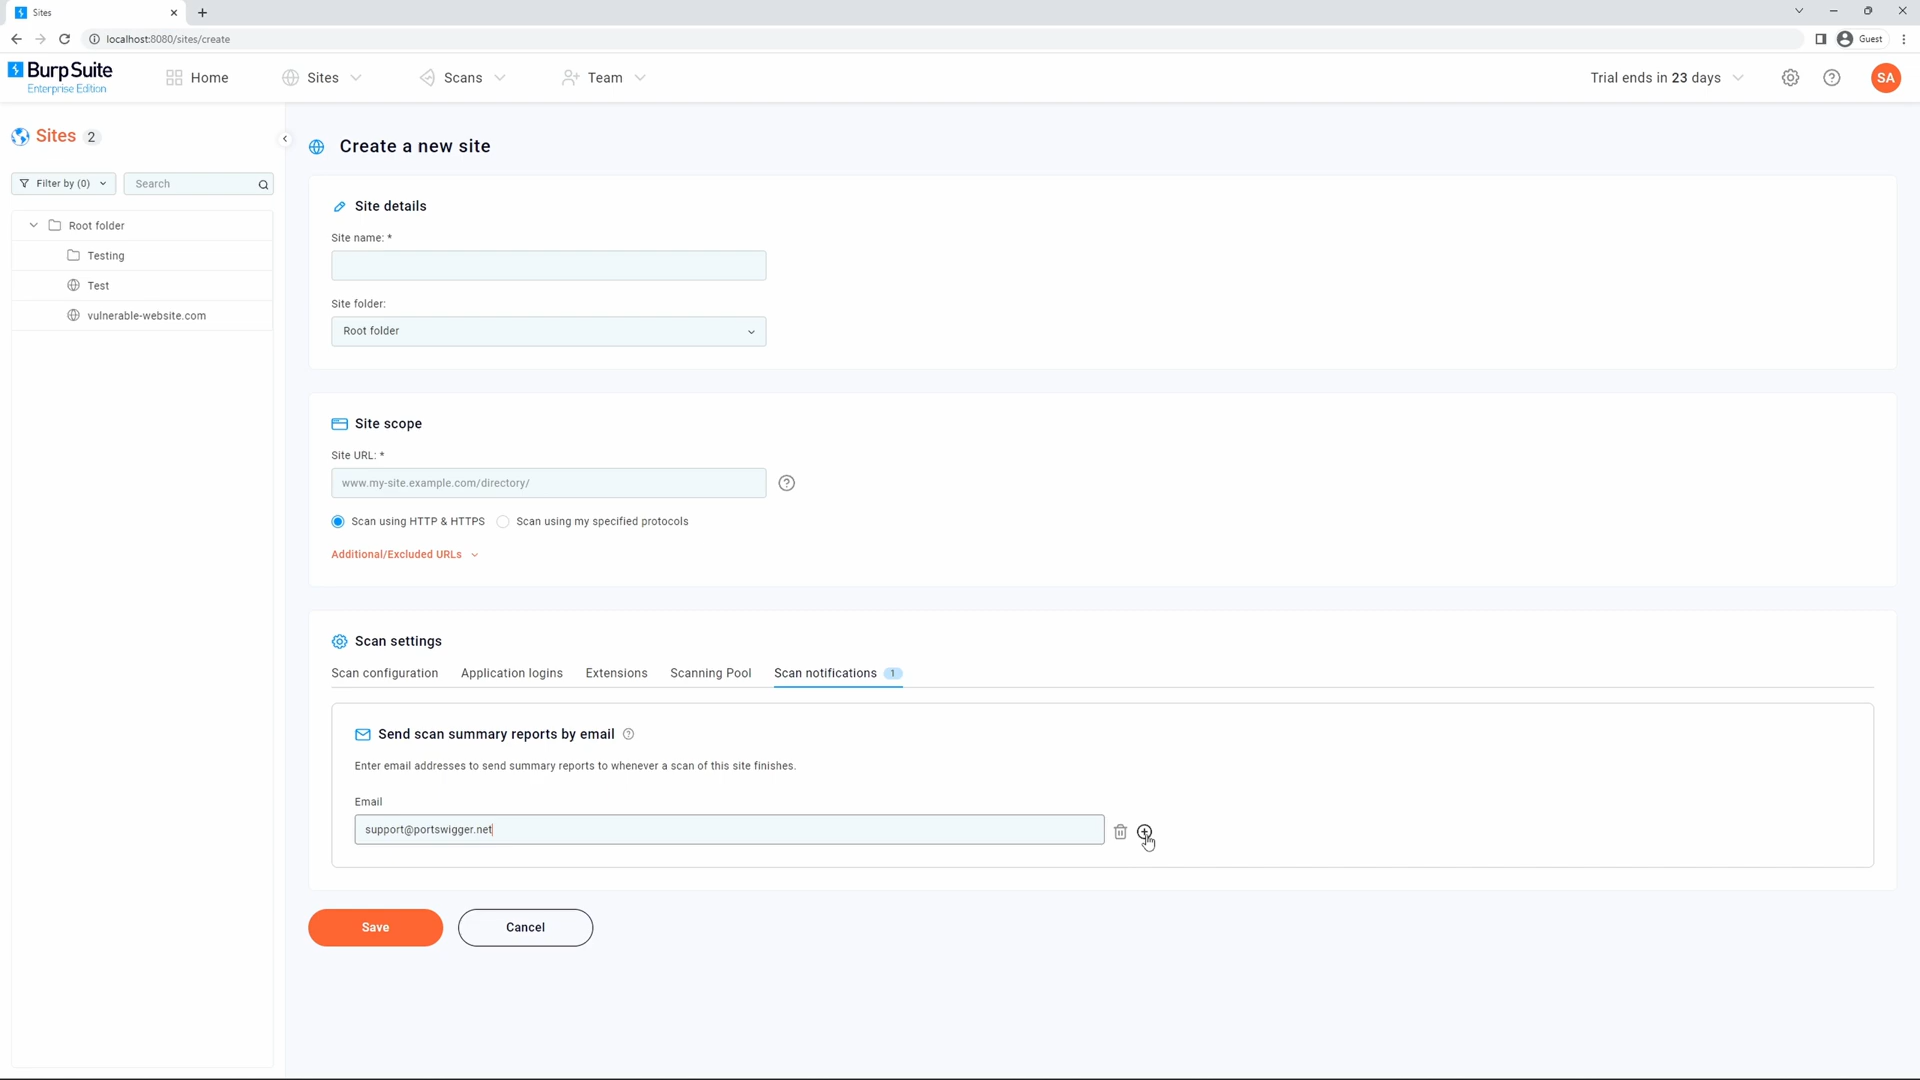 Sites
localhost:8080/sites/create
Guest
Burp Suite
Enterprise Edition
Home
Sites
Scans
Team
Trial ends in 23 days
SA
Sites 2
Filter by (0)
Search
Root folder
Testing
Test
vulnerable-website.com
Create a new site
Site details
Site name: *
Site folder:
Root folder
Site scope
Site URL: *
www.my-site.example.com/directory/
Scan using HTTP & HTTPS
Scan using my specified protocols
Additional/Excluded URLs
Scan settings
Scan configuration
Application logins
Extensions
Scanning Pool
Scan notifications 1
Send scan summary reports by email
Enter email addresses to send summary reports to whenever a scan of this site finishes.
Email
support@portswigger.net
Save
Cancel